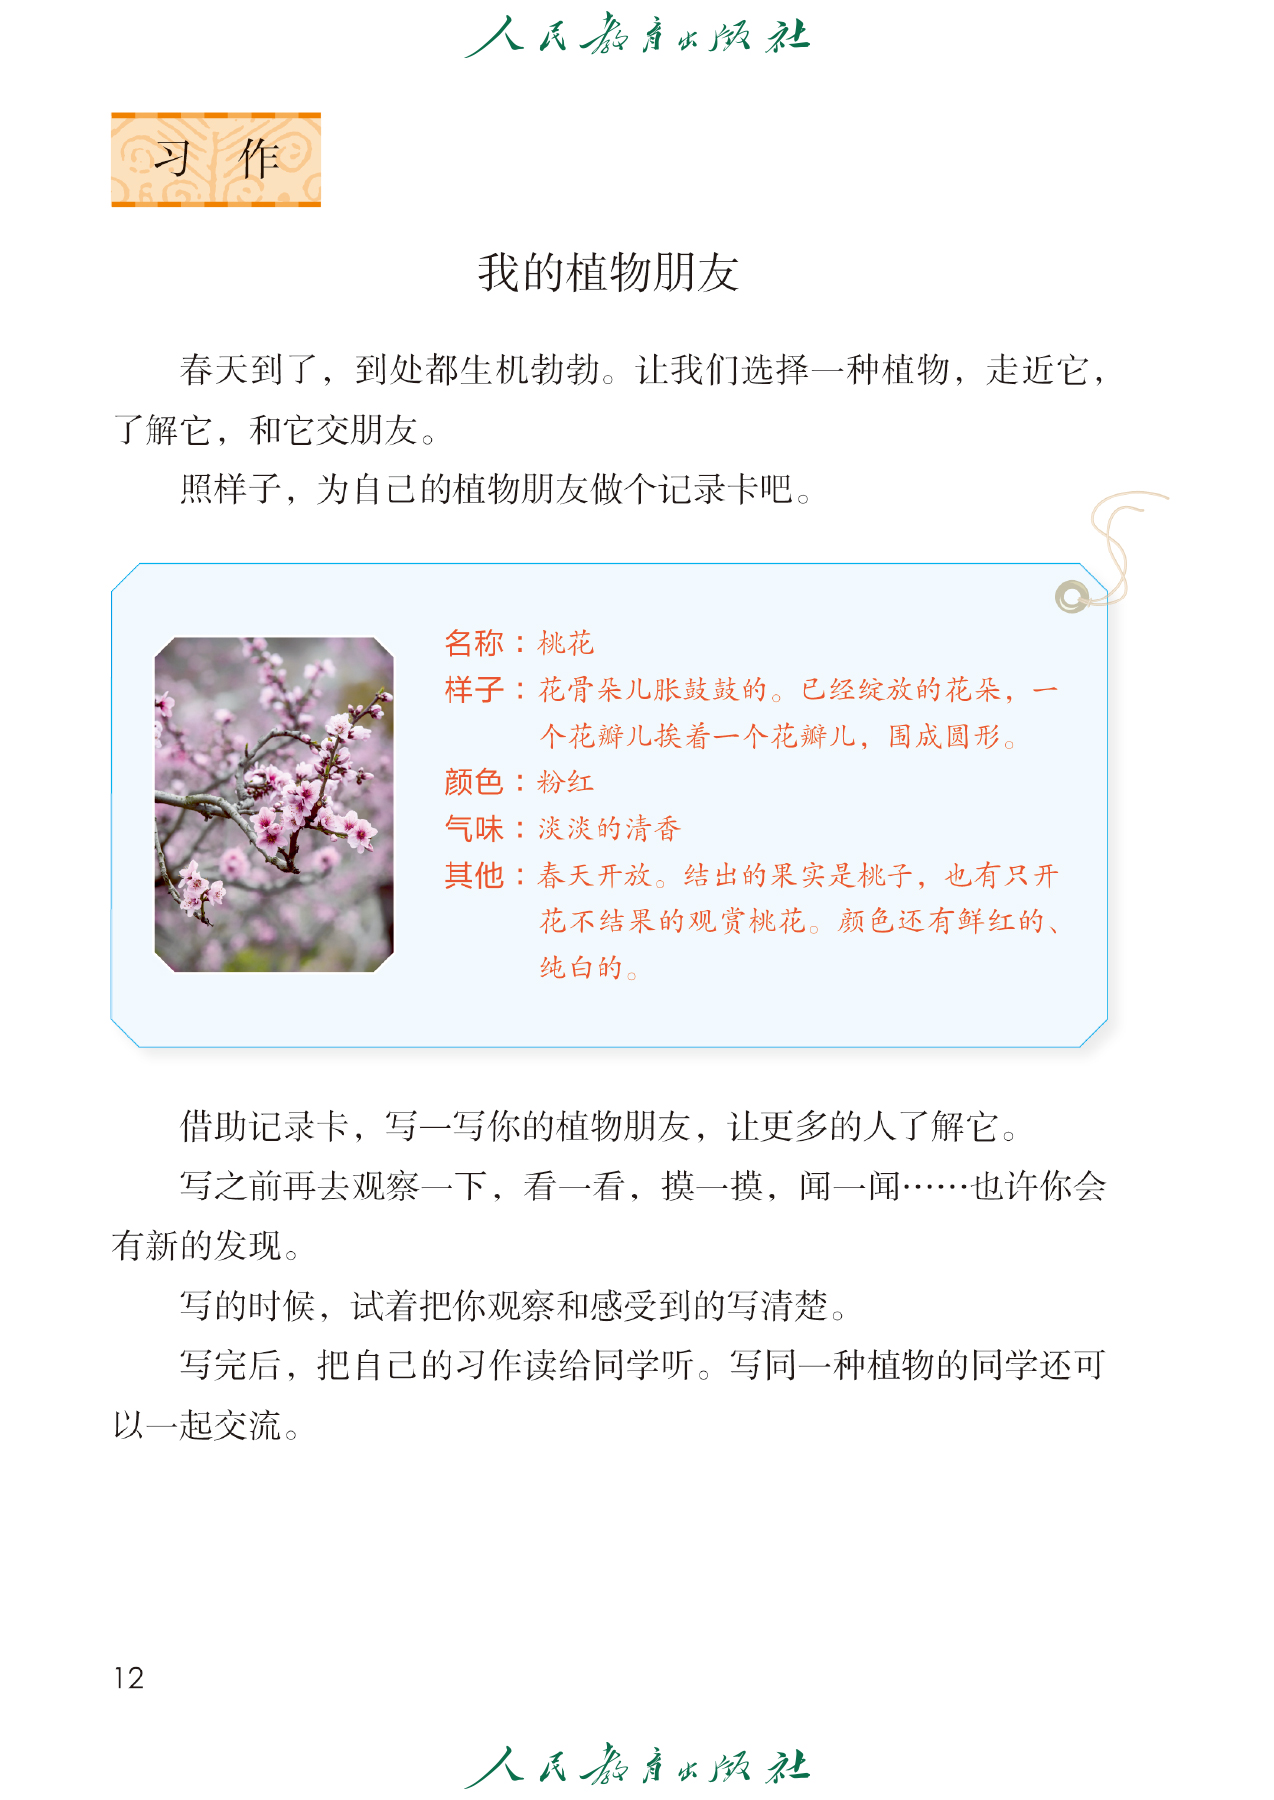 人民教育出版社
习 作
我的植物朋友
春天到了，到处都生机勃勃。让我们选择一种植物，走近它，
了解它，和它交朋友。
照样子，为自己的植物朋友做个记录卡吧。
名称：桃花
样子：花骨朵儿胀鼓鼓的。已经绽放的花朵，一
个花瓣儿挨着一个花瓣儿，围成圆形。
颜色：粉红
气味：淡淡的清香
其他：春天开放。结出的果实是桃子，也有只开
花不结果的观赏桃花。颜色还有鲜红的、
纯白的。
借助记录卡，写一写你的植物朋友，让更多的人了解它。
写之前再去观察一下，看一看，摸一摸，闻一闻……也许你会
有新的发现。
写的时候，试着把你观察和感受到的写清楚。
写完后，把自己的习作读给同学听。写同一种植物的同学还可
以一起交流。
12
人民教育出版社